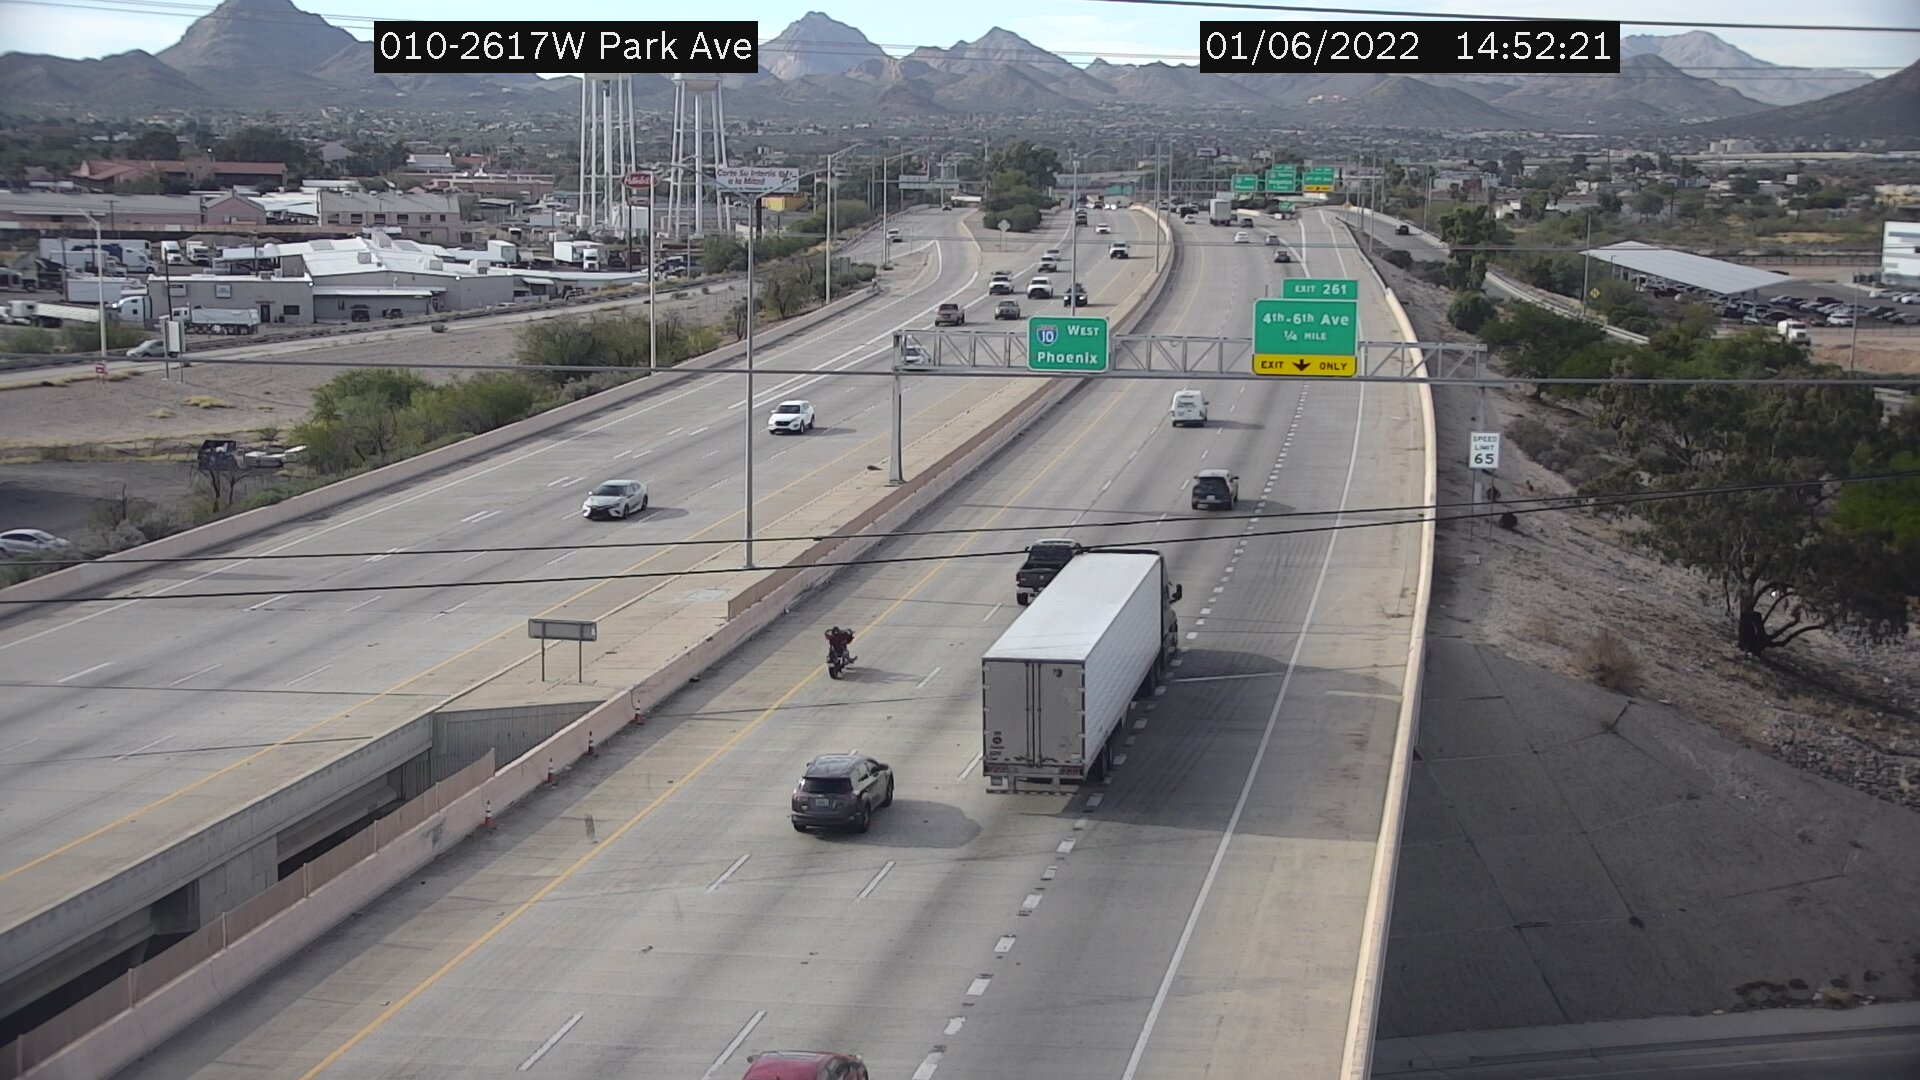 010-2617W Park Ave
01/06/2022 14:52:21
EXIT 261
4th-6th Ave
1/4 MILE
EXIT ONLY
10 WEST
Phoenix
SPEED
LIMIT
65